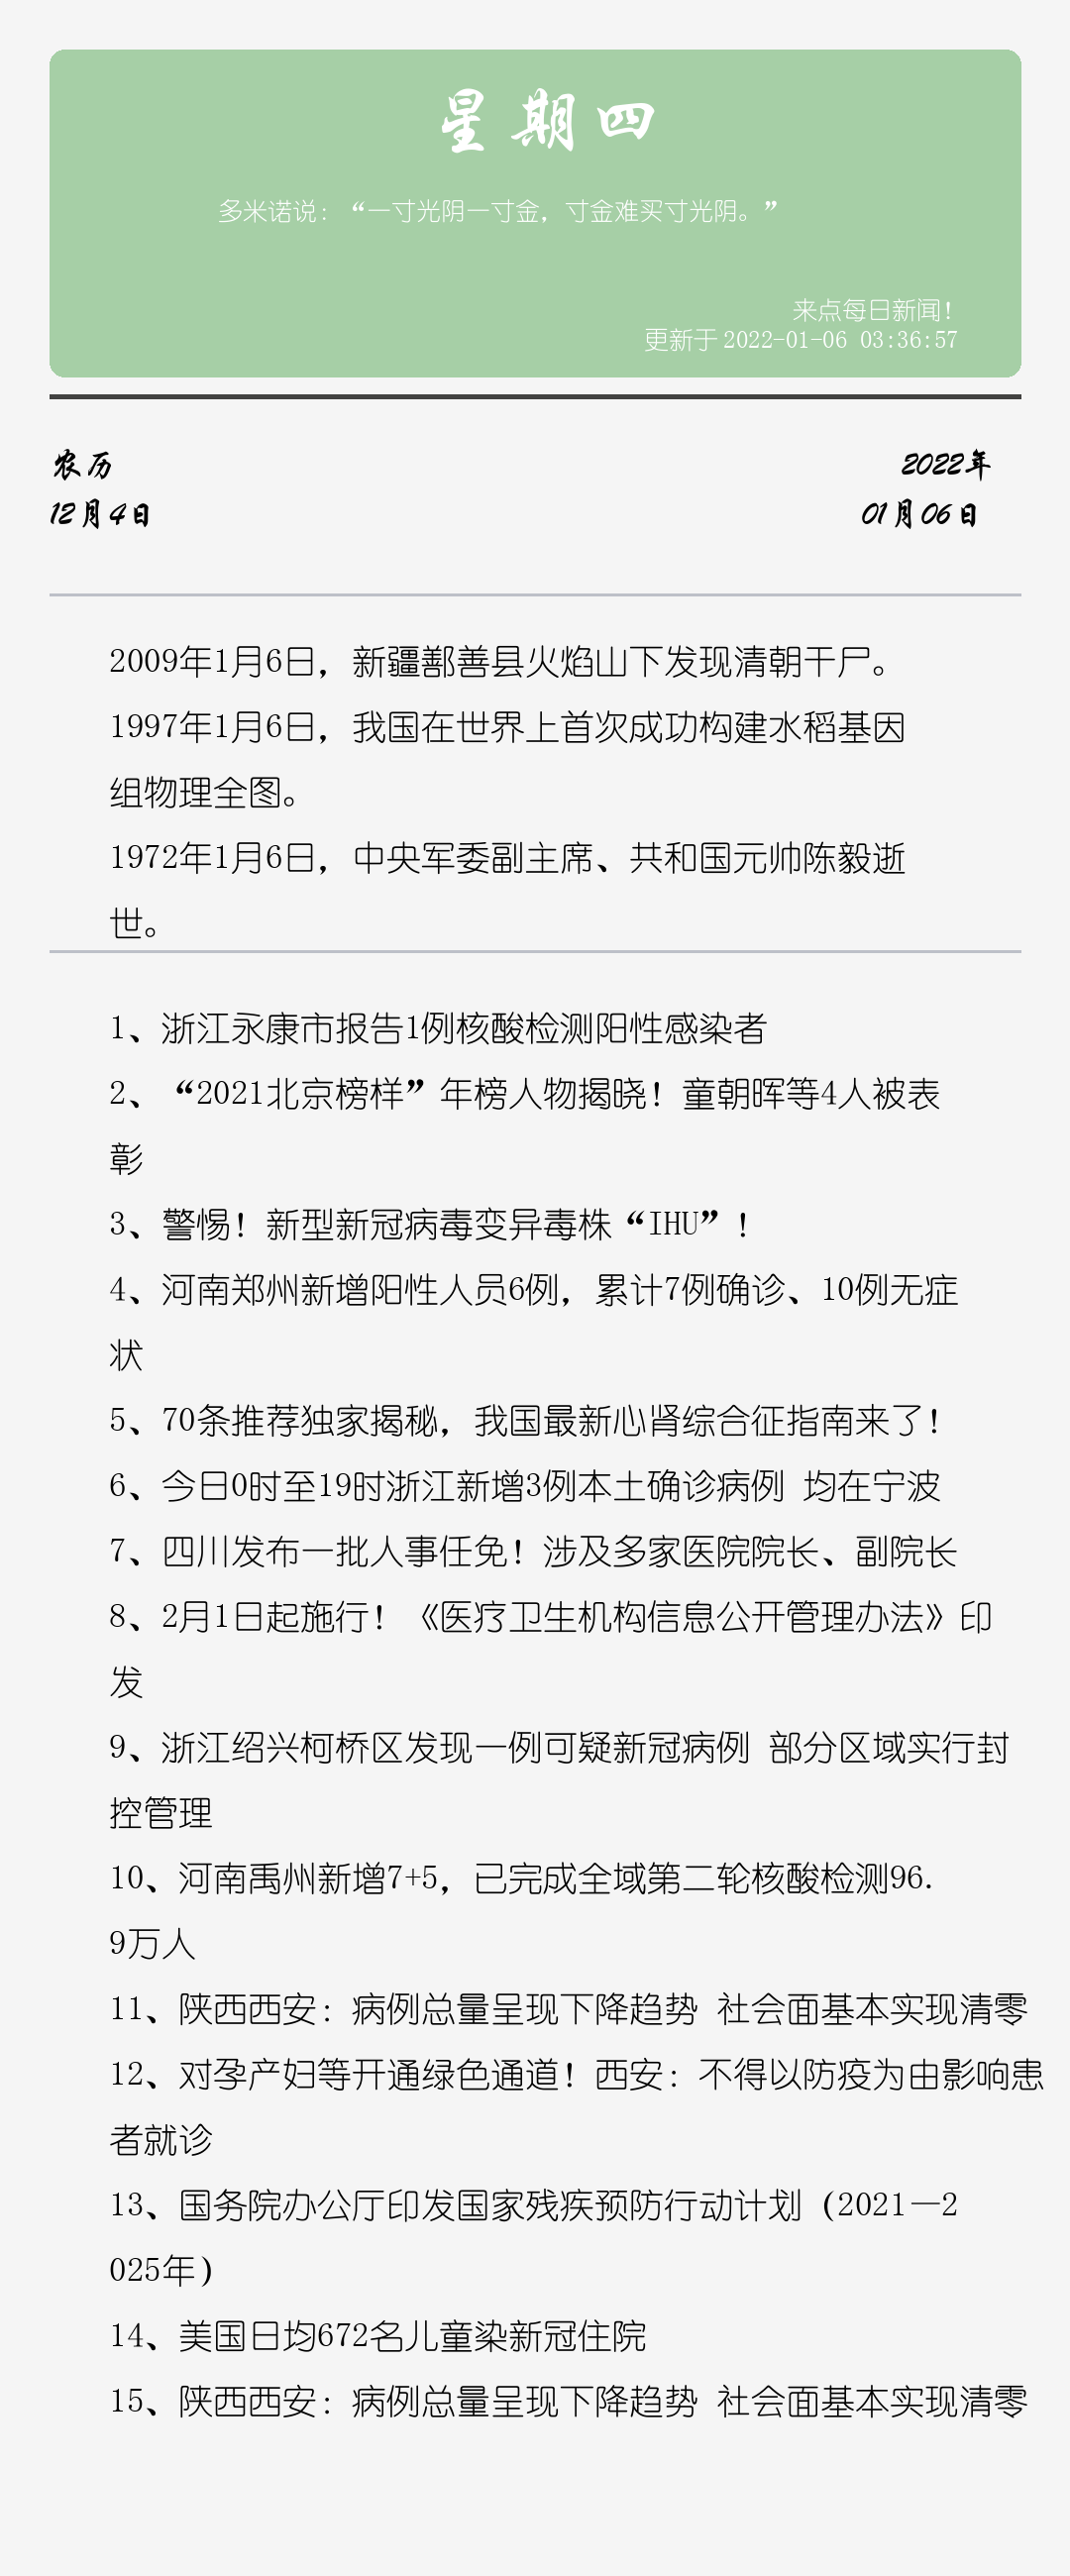 星期四
多米诺说：“一寸光阴一寸金，寸金难买寸光阴。”
来点每日新闻！
更新于 2022-01-06 03:36:57
农历
2022年
12月4日
01月06日
2009年1月6日，新疆鄯善县火焰山下发现清朝干尸。
1997年1月6日，我国在世界上首次成功构建水稻基因
组物理全图。
1972年1月6日，中央军委副主席、共和国元帅陈毅逝
世。
1、浙江永康市报告1例核酸检测阳性感染者
2、“2021北京榜样”年榜人物揭晓！童朝晖等4人被表
彰
3、警惕！新型新冠病毒变异毒株“IHU”！
4、河南郑州新增阳性人员6例，累计7例确诊、10例无症
状
5、70条推荐独家揭秘，我国最新心肾综合征指南来了！
6、今日0时至19时浙江新增3例本土确诊病例 均在宁波
7、四川发布一批人事任免！涉及多家医院院长、副院长
8、2月1日起施行！《医疗卫生机构信息公开管理办法》印
发
9、浙江绍兴柯桥区发现一例可疑新冠病例 部分区域实行封
控管理
10、河南禹州新增7+5，已完成全域第二轮核酸检测96.
9万人
11、陕西西安：病例总量呈现下降趋势 社会面基本实现清零
12、对孕产妇等开通绿色通道！西安：不得以防疫为由影响患
者就诊
13、国务院办公厅印发国家残疾预防行动计划（2021—2
025年）
14、美国日均672名儿童染新冠住院
15、陕西西安：病例总量呈现下降趋势 社会面基本实现清零